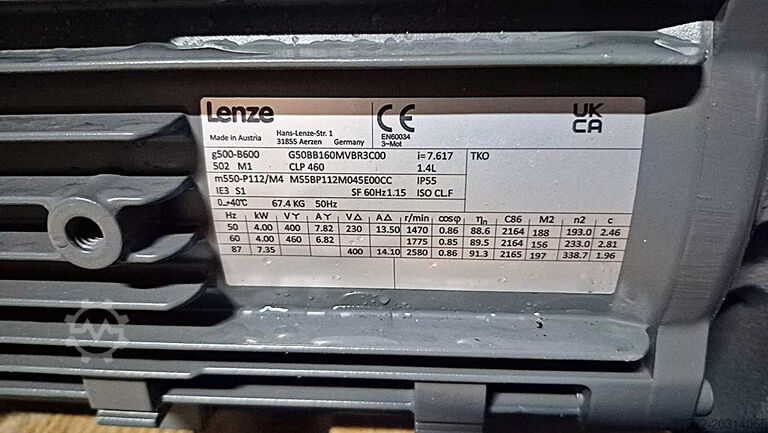 Lenze
CE
UK
CA
Made in Austria
Hans-Lenze-Str. 1
31855 Aerzen Germany
EN60034
3~Mot
g500-B600 G50BB160MVBR3C00 i=7.617 TKO
502 M1 CLP 460 1.4L
m550-P112/M4 M55BP112M045E00CC IP55
IE3 S1 SF 60Hz 1.15 ISO CL.F
0..+40°C 67.4 KG 50Hz
Hz kW VY AY V△ A△ r/min cosφ ηn C86 M2 n2 c
50 4.00 400 7.82 230 13.50 1470 0.86 88.6 2164 188 193.0 2.46
60 4.00 460 6.82 1775 0.85 89.5 2164 156 233.0 2.81
87 7.35 400 14.10 2580 0.86 91.3 2165 197 338.7 1.96